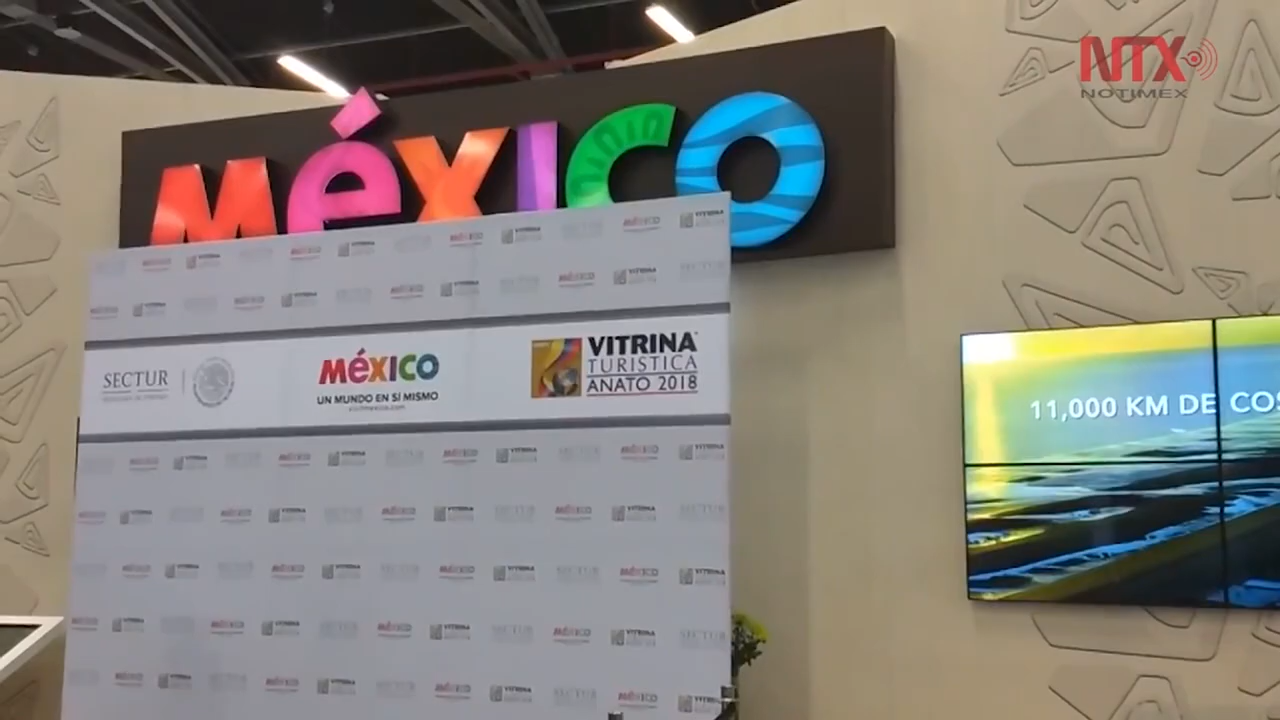 NTX
NOTIMEX
MéXICO
SECTUR
MéXICO
UN MUNDO EN SÍ MISMO
VITRINA
TURISTICA
ANATO 2018
11,000 KM DE COS